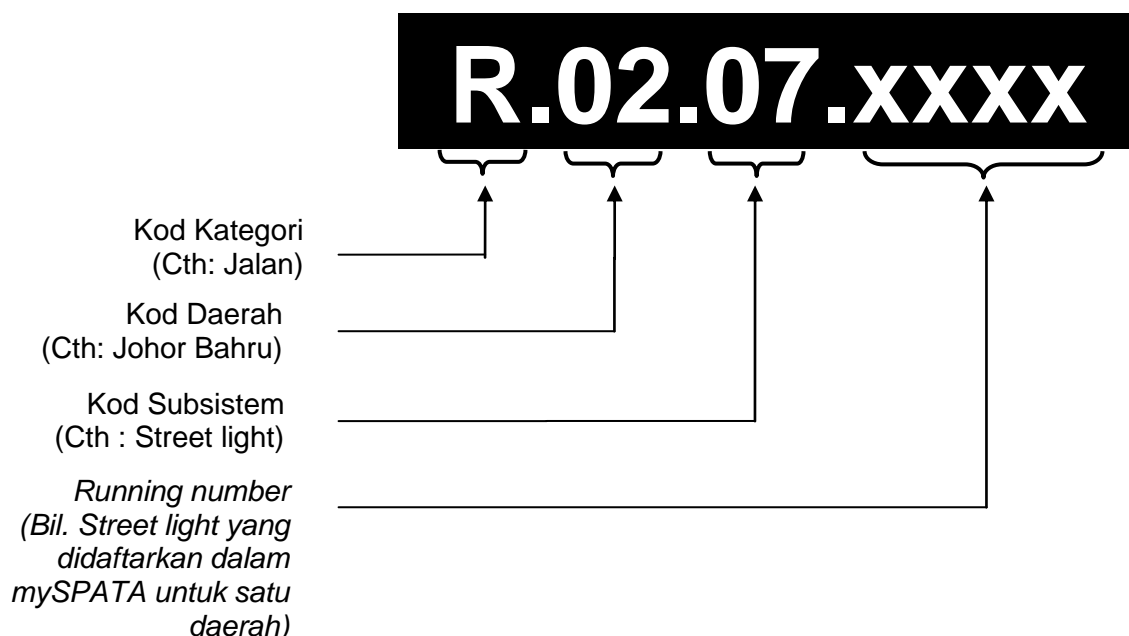 R.02.07.xxxx
Kod Kategori
(Cth: Jalan)
Kod Daerah
(Cth: Johor Bahru)
Kod Subsistem
(Cth : Street light)
Running number
(Bil. Street light yang
didaftarkan dalam
mySPATA untuk satu
daerah)